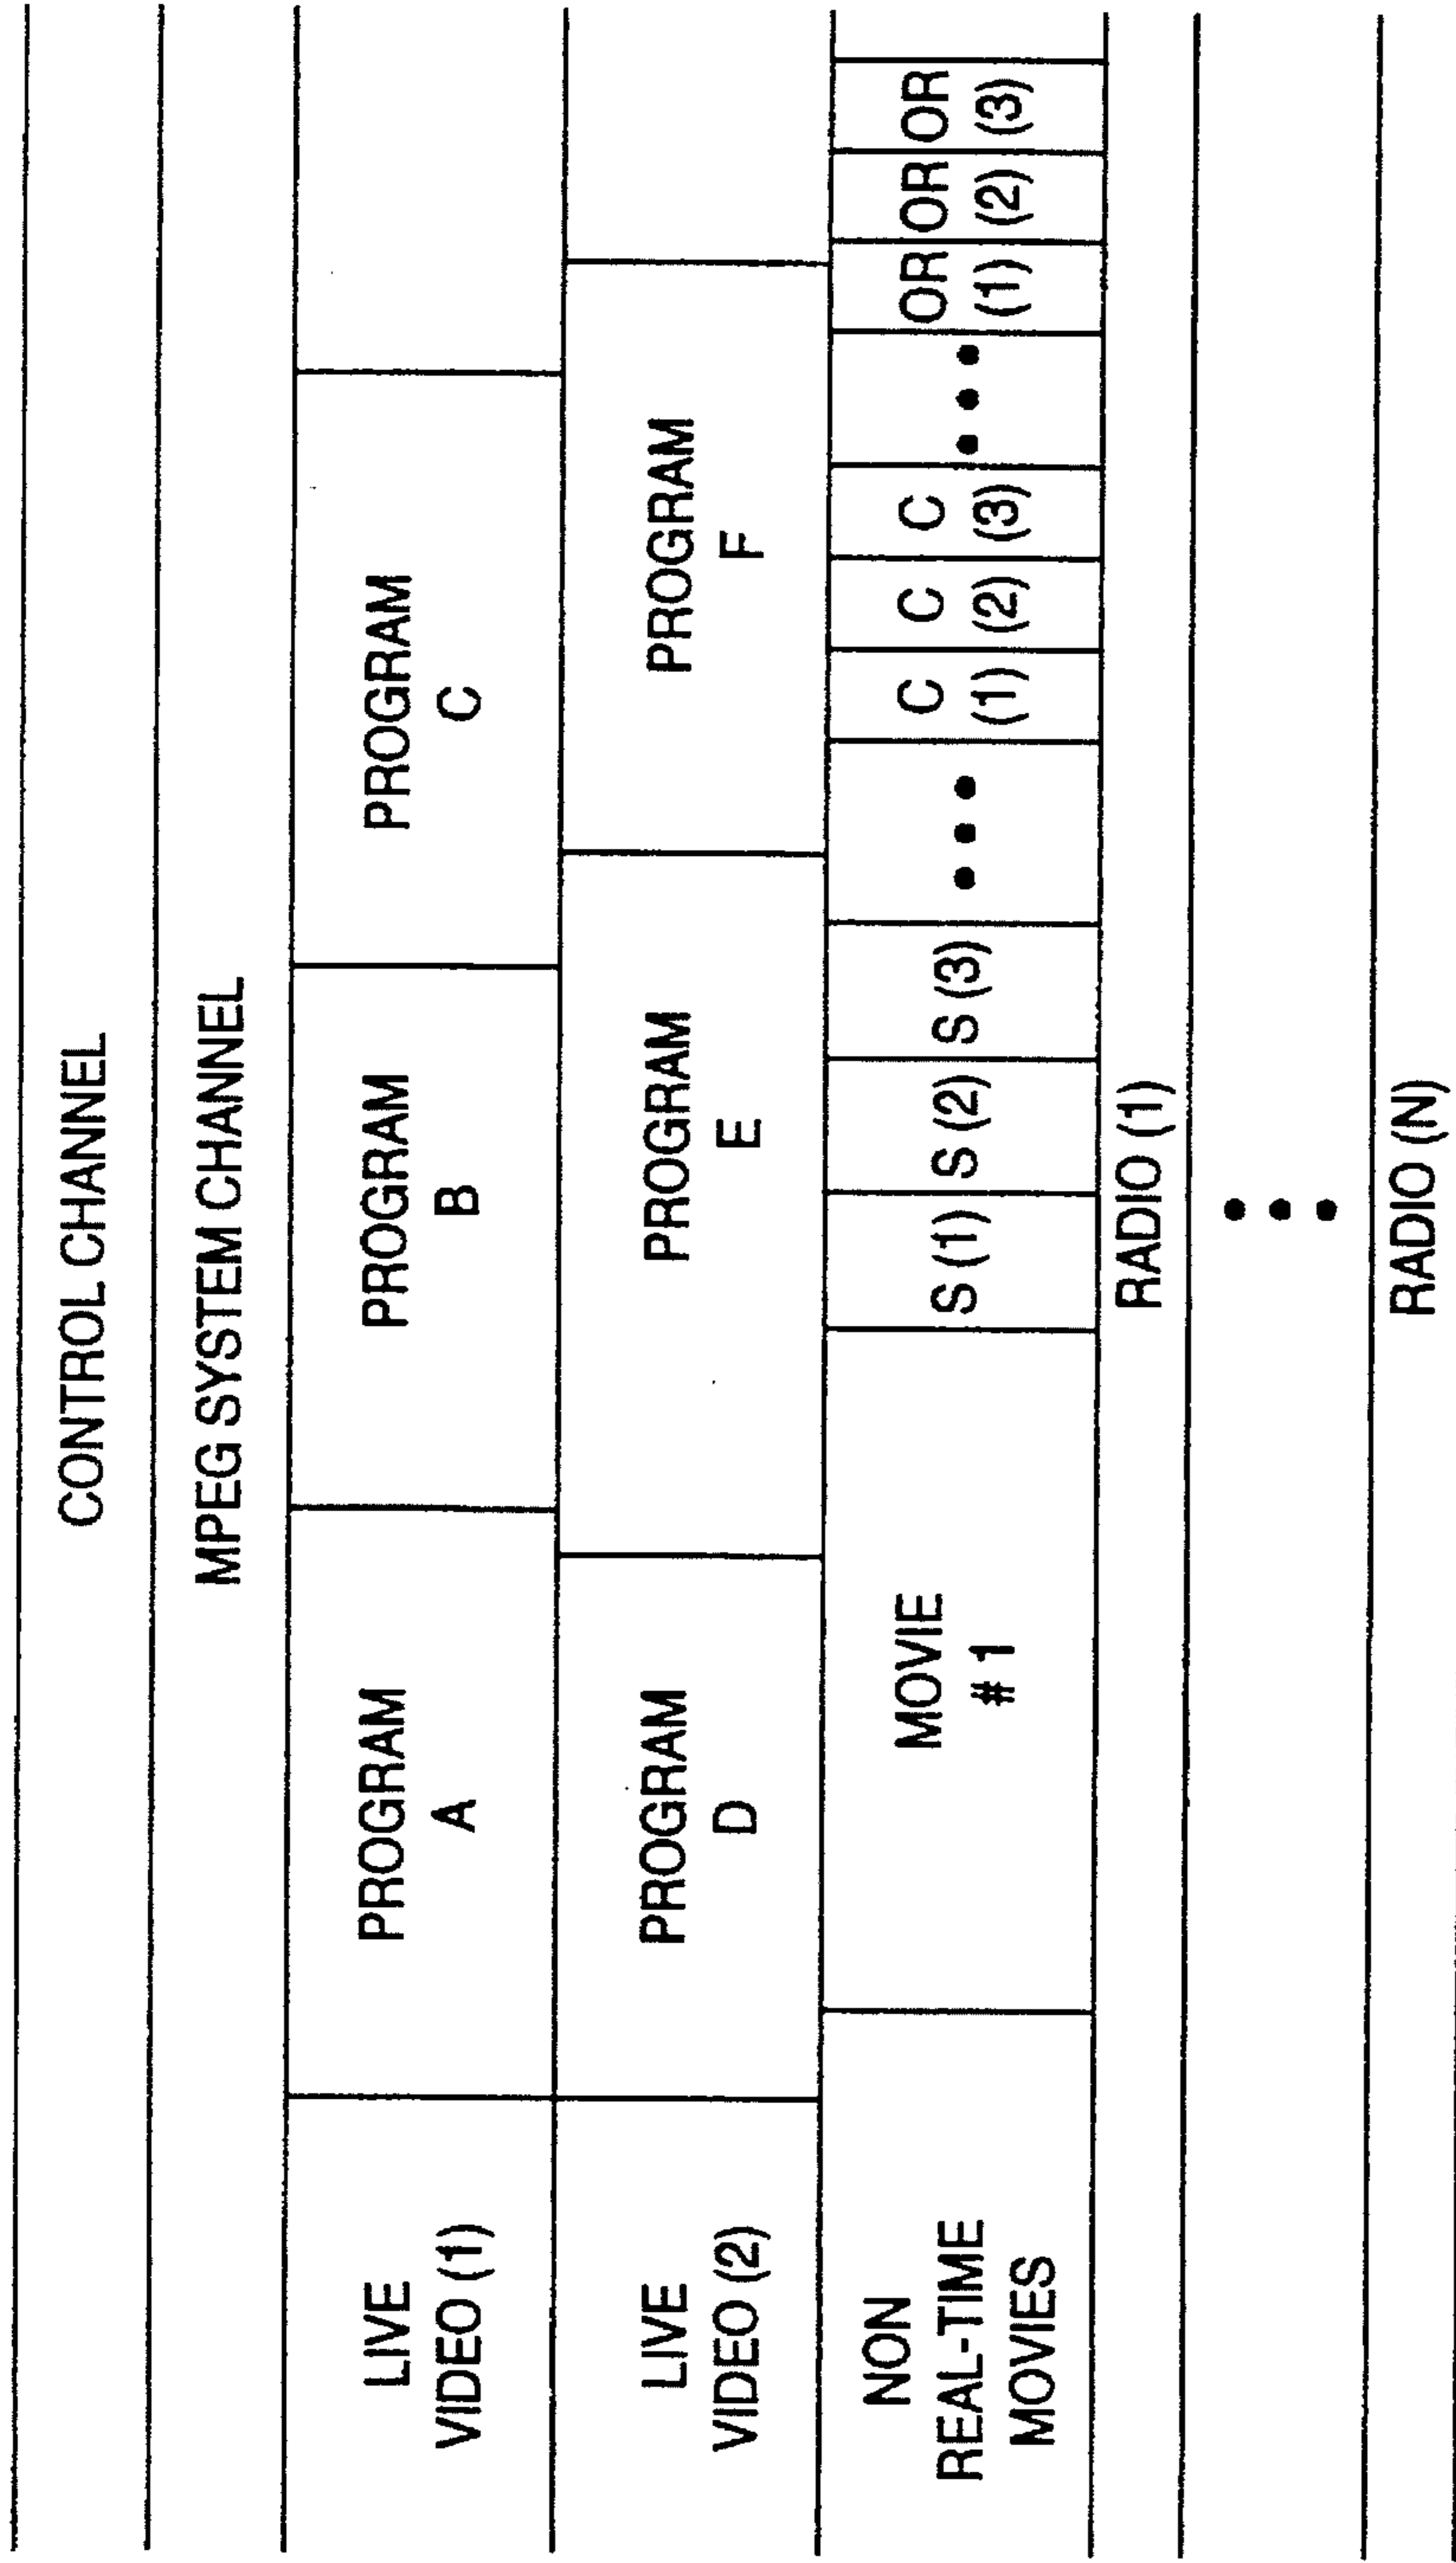 CONTROL CHANNEL
MPEG SYSTEM CHANNEL
LIVE
VIDEO (1)
PROGRAM
A
PROGRAM
B
PROGRAM
C
LIVE
VIDEO (2)
PROGRAM
D
PROGRAM
E
PROGRAM
F
NON
REAL-TIME
MOVIES
MOVIE
# 1
S (1)
S (2)
S (3)
• • •
C
(1)
C
(2)
C
(3)
• • •
OR
(1)
OR
(2)
OR
(3)
RADIO (1)
• • •
RADIO (N)